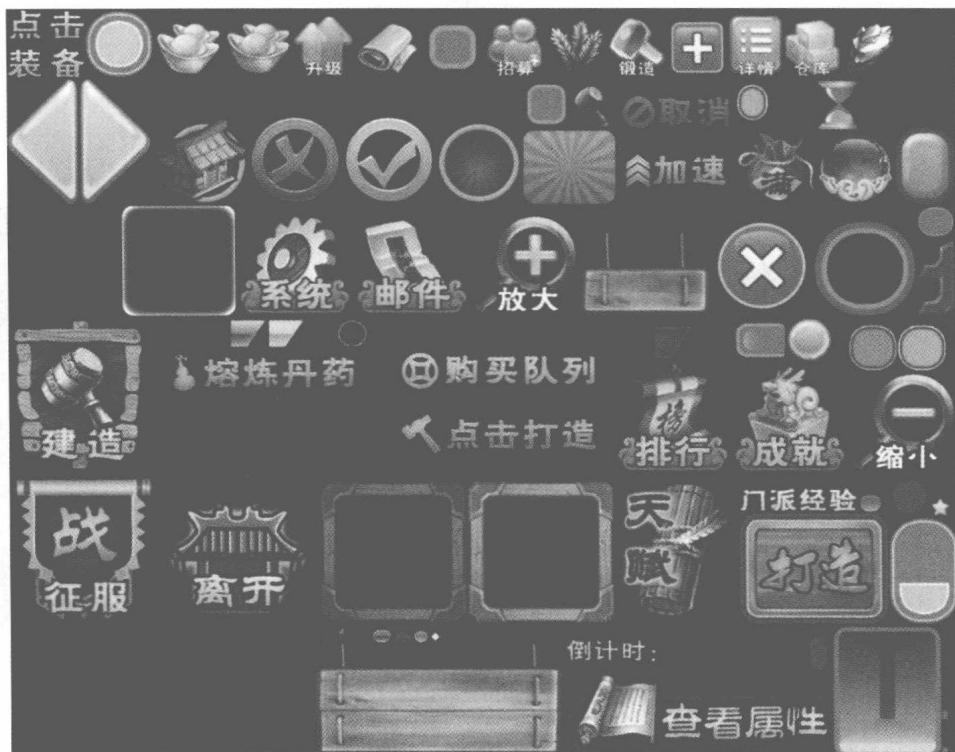 点击
装备
升级
招募
锻造
详情
仓库
取消
加速
系统
邮件
放大
熔炼丹药
购买队列
建造
点击打造
排行
成就
缩小
战
征服
离开
天赋
门派经验
打造
倒计时：
查看属性